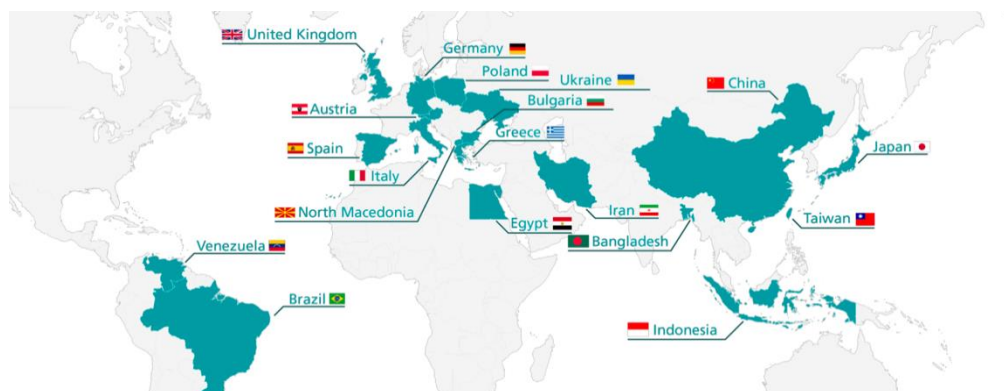 United Kingdom
Germany
Poland
Ukraine
China
Austria
Bulgaria
Greece
Spain
Japan
Italy
North Macedonia
Iran
Egypt
Taiwan
Bangladesh
Venezuela
Brazil
Indonesia